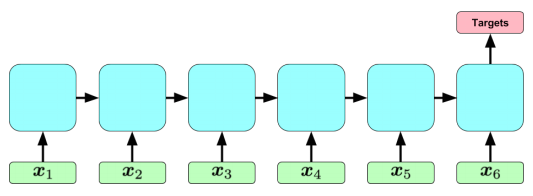 Targets
x₁ x₂ x₃ x₄ x₅ x₆